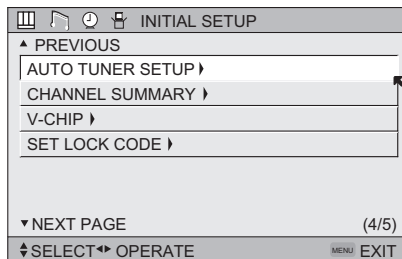 INITIAL SETUP
PREVIOUS
AUTO TUNER SETUP
CHANNEL SUMMARY
V-CHIP
SET LOCK CODE
NEXT PAGE (4/5)
SELECT OPERATE MENU EXIT